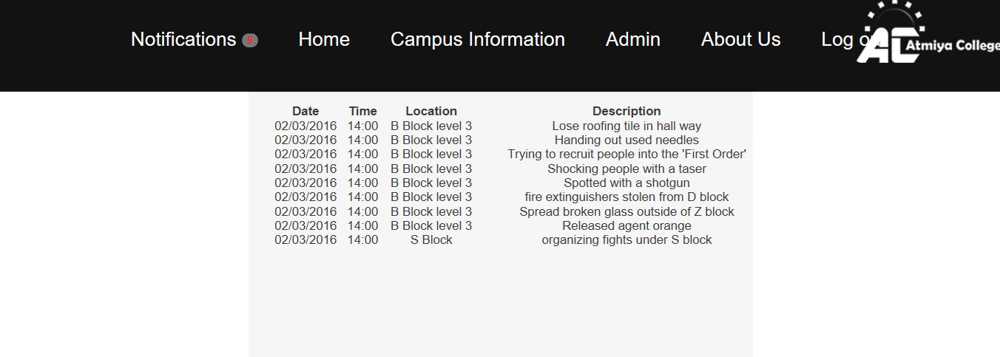 Notifications 9 Home Campus Information Admin About Us Log o
AC Atmiya College
Date Time Location Description
02/03/2016 14:00 B Block level 3 Lose roofing tile in hall way
02/03/2016 14:00 B Block level 3 Handing out used needles
02/03/2016 14:00 B Block level 3 Trying to recruit people into the 'First Order'
02/03/2016 14:00 B Block level 3 Shocking people with a taser
02/03/2016 14:00 B Block level 3 Spotted with a shotgun
02/03/2016 14:00 B Block level 3 fire extinguishers stolen from D block
02/03/2016 14:00 B Block level 3 Spread broken glass outside of Z block
02/03/2016 14:00 B Block level 3 Released agent orange
02/03/2016 14:00 S Block organizing fights under S block